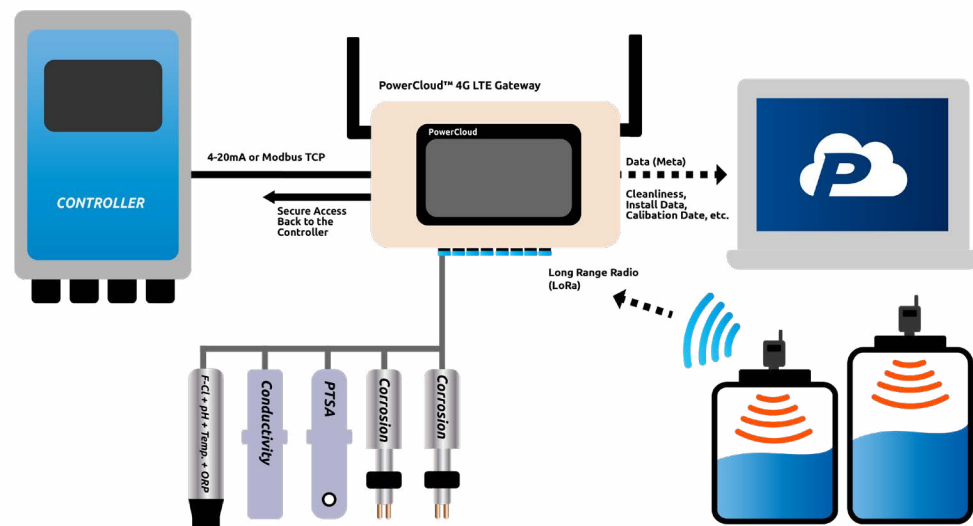 PowerCloud™ 4G LTE Gateway
PowerCloud
4-20mA or Modbus TCP
CONTROLLER
Secure Access
Back to the
Controller
Data (Meta)
Cleanliness,
Install Data,
Calibation Date, etc.
P
Long Range Radio
(LoRa)
F-Cl + pH + Temp. + ORP
Conductivity
PTSA
Corrosion
Corrosion